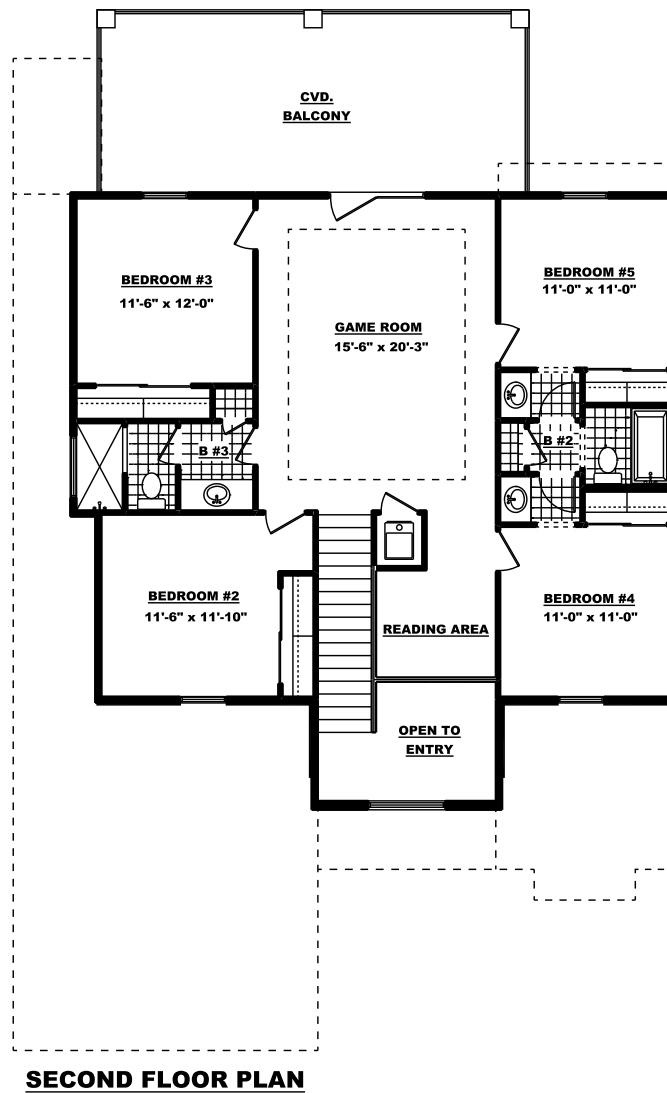 CVD.
BALCONY
BEDROOM #3
11'-6" x 12'-0"
GAME ROOM
15'-6" x 20'-3"
BEDROOM #5
11'-0" x 11'-0"
B #3
B #2
BEDROOM #2
11'-6" x 11'-10"
READING AREA
BEDROOM #4
11'-0" x 11'-0"
OPEN TO
ENTRY
SECOND FLOOR PLAN